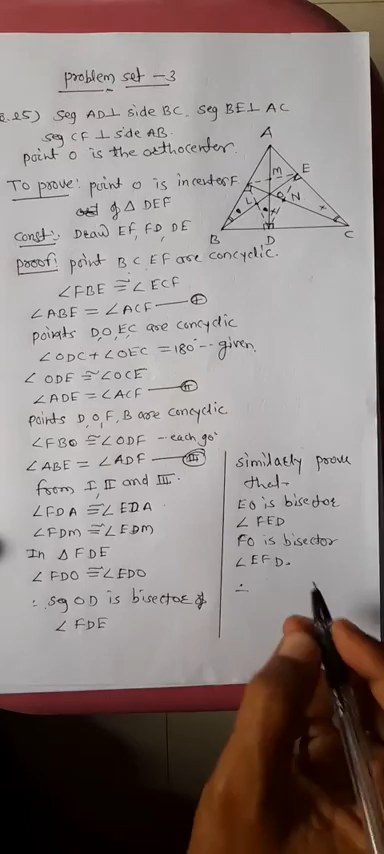 problem set - 3
Q.25) seg AD⊥ side BC. seg BE⊥ AC
seg CF ⊥ side AB.
point O is the orthocenter.
To prove: point O is incenter
of △ DEF
Const: Draw EF, FD, DE
Proof: point B C E F are concyclic.
∠FBE ≅ ∠ECF
∠ABE = ∠ACF — I
points D,O,E,C are concyclic
∠ODC + ∠OEC = 180° -- given.
∠ ODE ≅ ∠OCE
∠ADE = ∠ACF — II
points D,O,F,B are concyclic
∠FBO ≅ ∠ODF - each 90
∠ABE = ∠ADF — III
from I, II and III.
∠FDA ≅ ∠EDA
∠FDM ≅ ∠EDM
In △ FDE
∠ FDO ≅ ∠EDO
∴ seg OD is bisector of
∠ FDE
similarly prove
that-
EO is bisector
∠ FED
FO is bisector
∠EFD.
∴
A
M
E
F
L
O
N
B
D
C